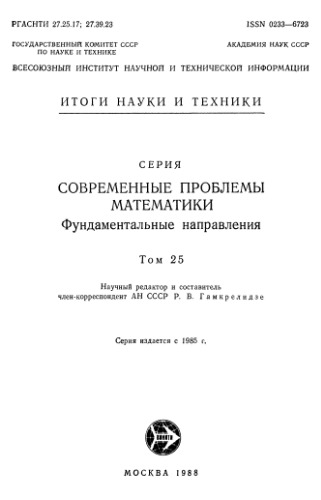 РГАСНТИ 27.25.17; 27.39.23 ISSN 0233—6723
ГОСУДАРСТВЕННЫЙ КОМИТЕТ СССР АКАДЕМИЯ НАУК СССР
ПО НАУКЕ И ТЕХНИКЕ
ВСЕСОЮЗНЫЙ ИНСТИТУТ НАУЧНОЙ И ТЕХНИЧЕСКОЙ ИНФОРМАЦИИ
ИТОГИ НАУКИ И ТЕХНИКИ
СЕРИЯ
СОВРЕМЕННЫЕ ПРОБЛЕМЫ
МАТЕМАТИКИ
Фундаментальные направления
Том 25
Научный редактор и составитель
член-корреспондент АН СССР Р. В. Гамкрелидзе
Серия издается с 1985 г.
ВИНИТИ
МОСКВА 1988